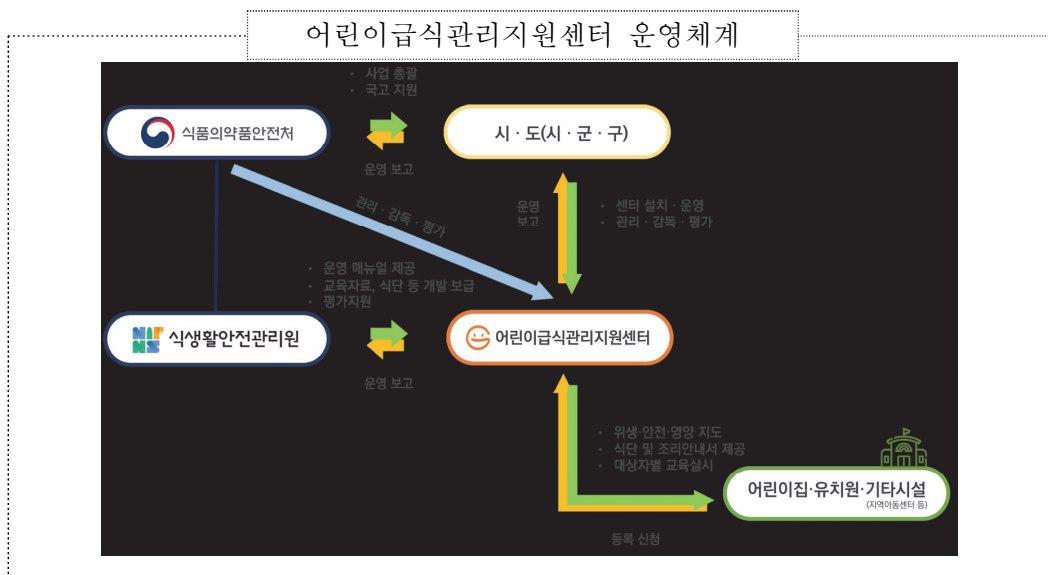 어린이급식관리지원센터 운영체계
• 사업 총괄
• 국고 지원
식품의약품안전처
시 · 도(시 · 군 · 구)
운영 보고
관리 · 감독 · 평가
운영
보고
• 센터 설치 · 운영
• 관리 · 감독 · 평가
• 운영 매뉴얼 제공
• 교육자료, 식단 등 개발·보급
• 평가지원
식생활안전관리원
어린이급식관리지원센터
운영 보고
• 위생·안전·영양 지도
• 식단 및 조리안내서 제공
• 대상자별 교육실시
어린이집·유치원·기타시설
(지역아동센터 등)
등록 신청